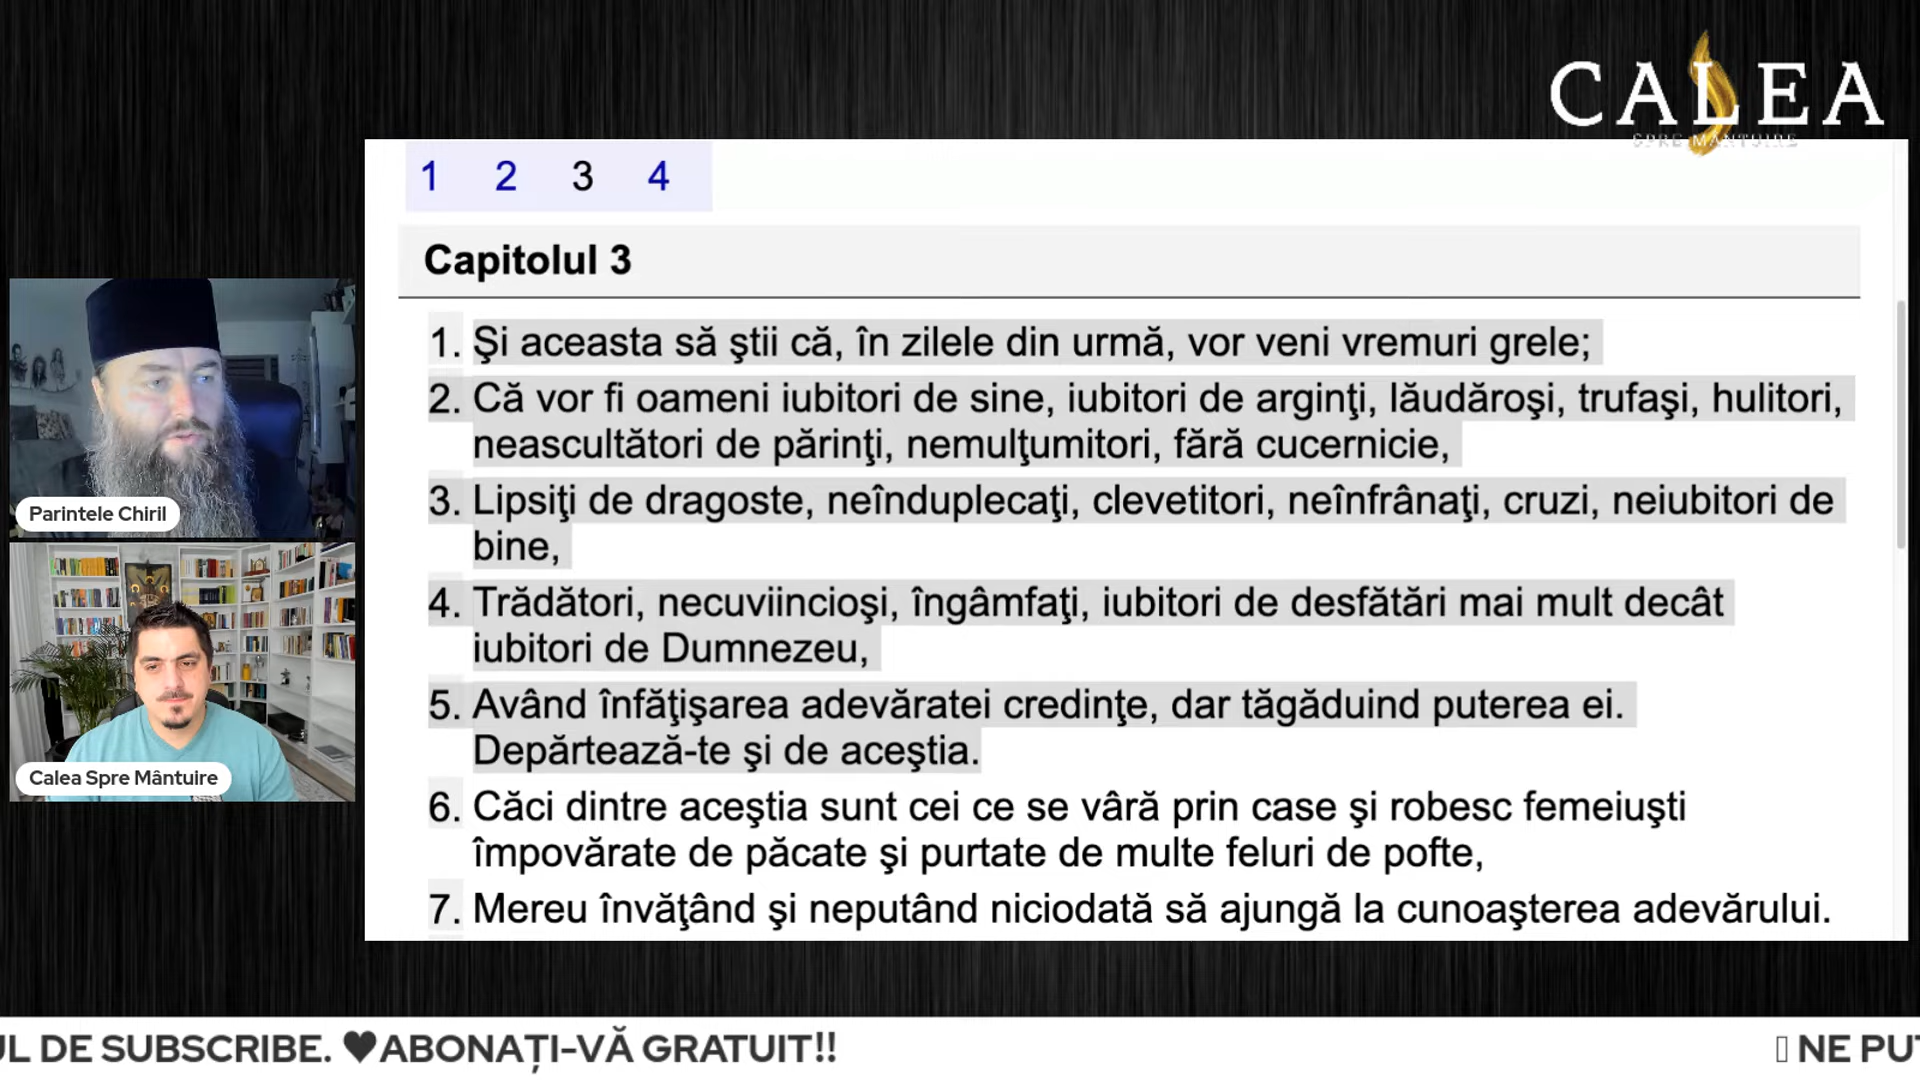 CALEA
SPRE MÂNTUIRE
1 2 3 4
Capitolul 3
1. Şi aceasta să ştii că, în zilele din urmă, vor veni vremuri grele;
2. Că vor fi oameni iubitori de sine, iubitori de arginţi, lăudăroşi, trufaşi, hulitori,
neascultători de părinţi, nemulţumitori, fără cucernicie,
3. Lipsiţi de dragoste, neînduplecaţi, clevetitori, neînfrânaţi, cruzi, neiubitori de
bine,
4. Trădători, necuviincioşi, îngâmfaţi, iubitori de desfătări mai mult decât
iubitori de Dumnezeu,
5. Având înfăţişarea adevăratei credinţe, dar tăgăduind puterea ei.
Depărtează-te şi de aceştia.
6. Căci dintre aceştia sunt cei ce se vâră prin case şi robesc femeiuşti
împovărate de păcate şi purtate de multe feluri de pofte,
7. Mereu învăţând şi neputând niciodată să ajungă la cunoaşterea adevărului.
Parintele Chiril
Calea Spre Mântuire
UL DE SUBSCRIBE. ♥ABONAȚI-VĂ GRATUIT!! NE PUT